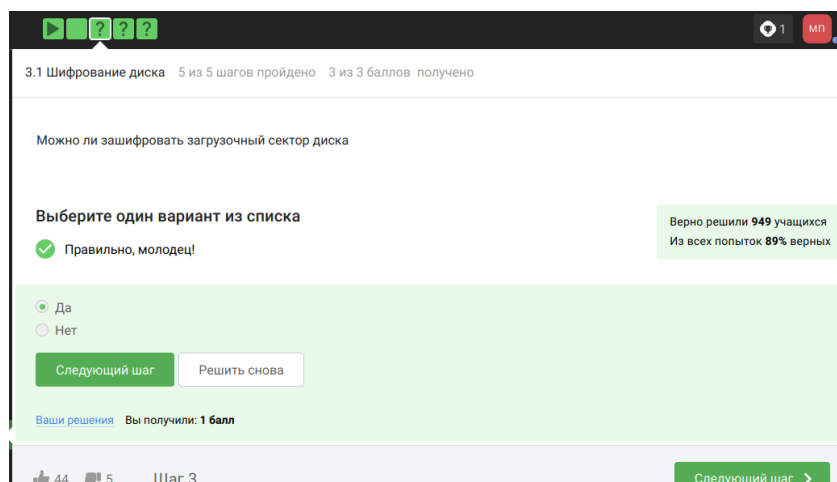 ? ? ?
1 МП
3.1 Шифрование диска 5 из 5 шагов пройдено 3 из 3 баллов получено
Можно ли зашифровать загрузочный сектор диска
Выберите один вариант из списка
Правильно, молодец!
Верно решили 949 учащихся
Из всех попыток 89% верных
Да
Нет
Следующий шаг Решить снова
Ваши решения Вы получили: 1 балл
44 5 Шаг 3 Следующий шаг